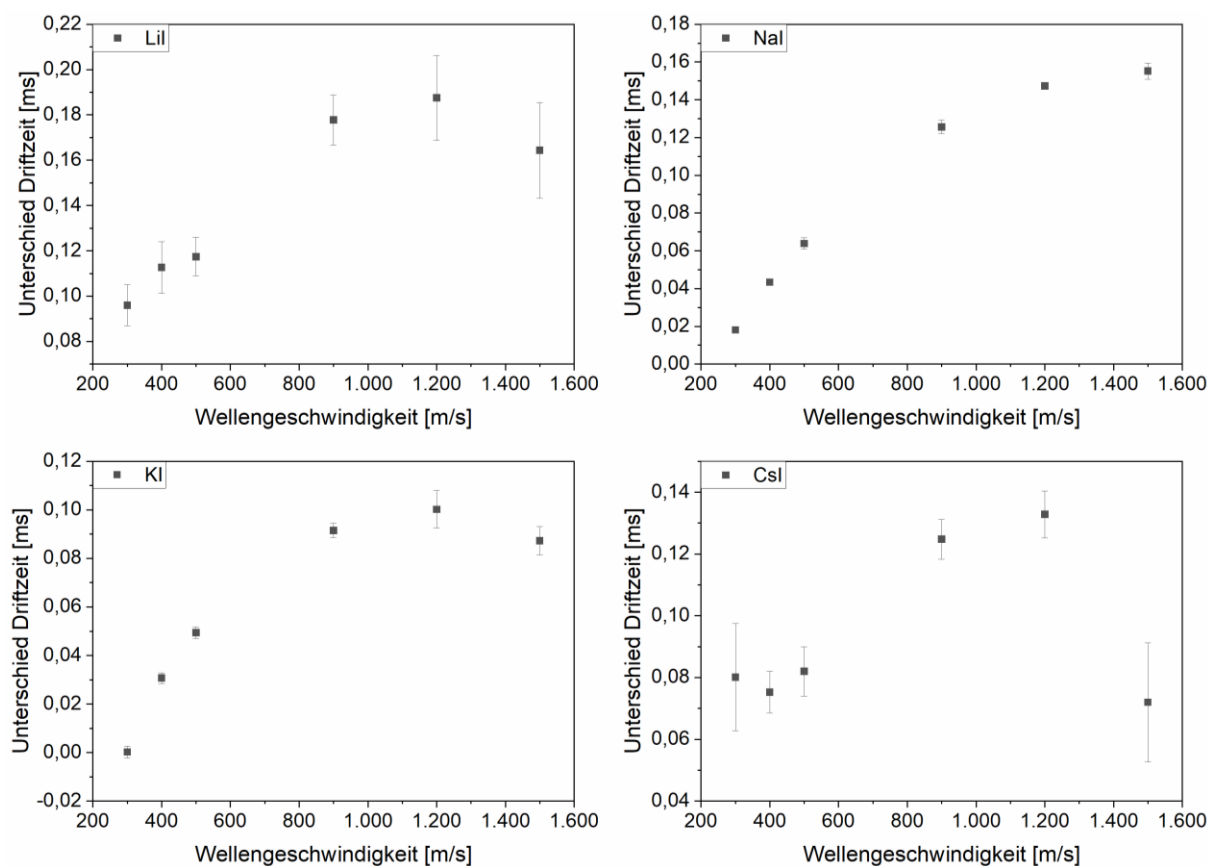 LiI
Unterschied Driftzeit [ms]
0,22
0,20
0,18
0,16
0,14
0,12
0,10
0,08
200 400 600 800 1.000 1.200 1.400 1.600
Wellengeschwindigkeit [m/s]
NaI
Unterschied Driftzeit [ms]
0,18
0,16
0,14
0,12
0,10
0,08
0,06
0,04
0,02
0,00
200 400 600 800 1.000 1.200 1.400 1.600
Wellengeschwindigkeit [m/s]
KI
Unterschied Driftzeit [ms]
0,12
0,10
0,08
0,06
0,04
0,02
0,00
-0,02
200 400 600 800 1.000 1.200 1.400 1.600
Wellengeschwindigkeit [m/s]
CsI
Unterschied Driftzeit [ms]
0,14
0,12
0,10
0,08
0,06
0,04
200 400 600 800 1.000 1.200 1.400 1.600
Wellengeschwindigkeit [m/s]